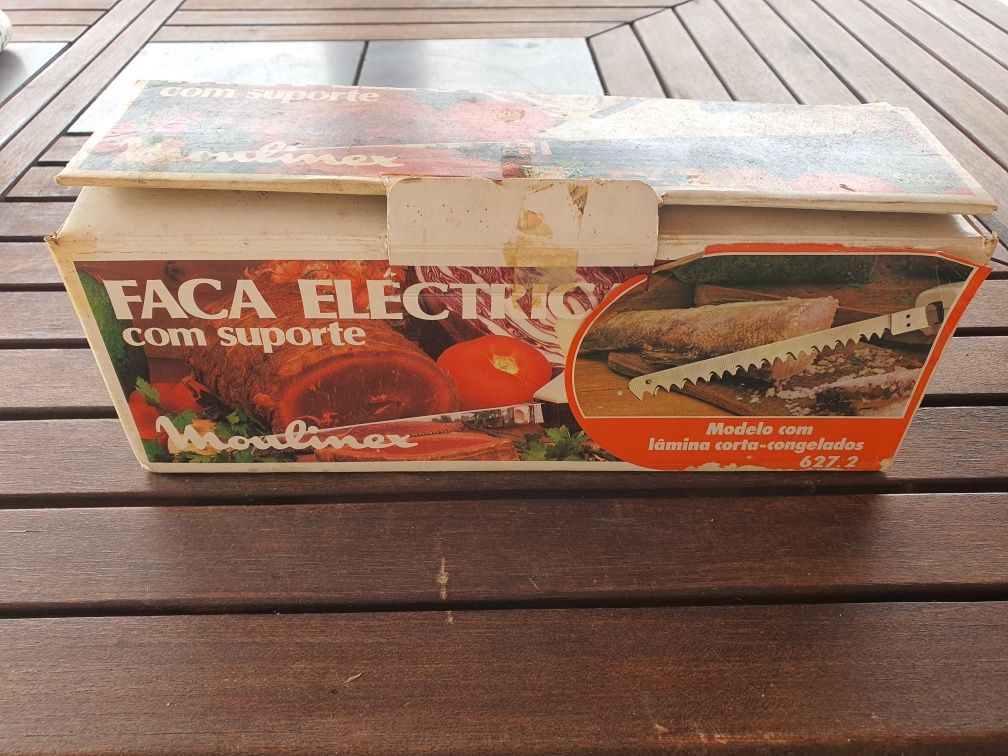 com suporte
Moulinex
FACA ELÉCTRIC
com suporte
Moulinex
Modelo com
lâmina corta-congelados
627.2